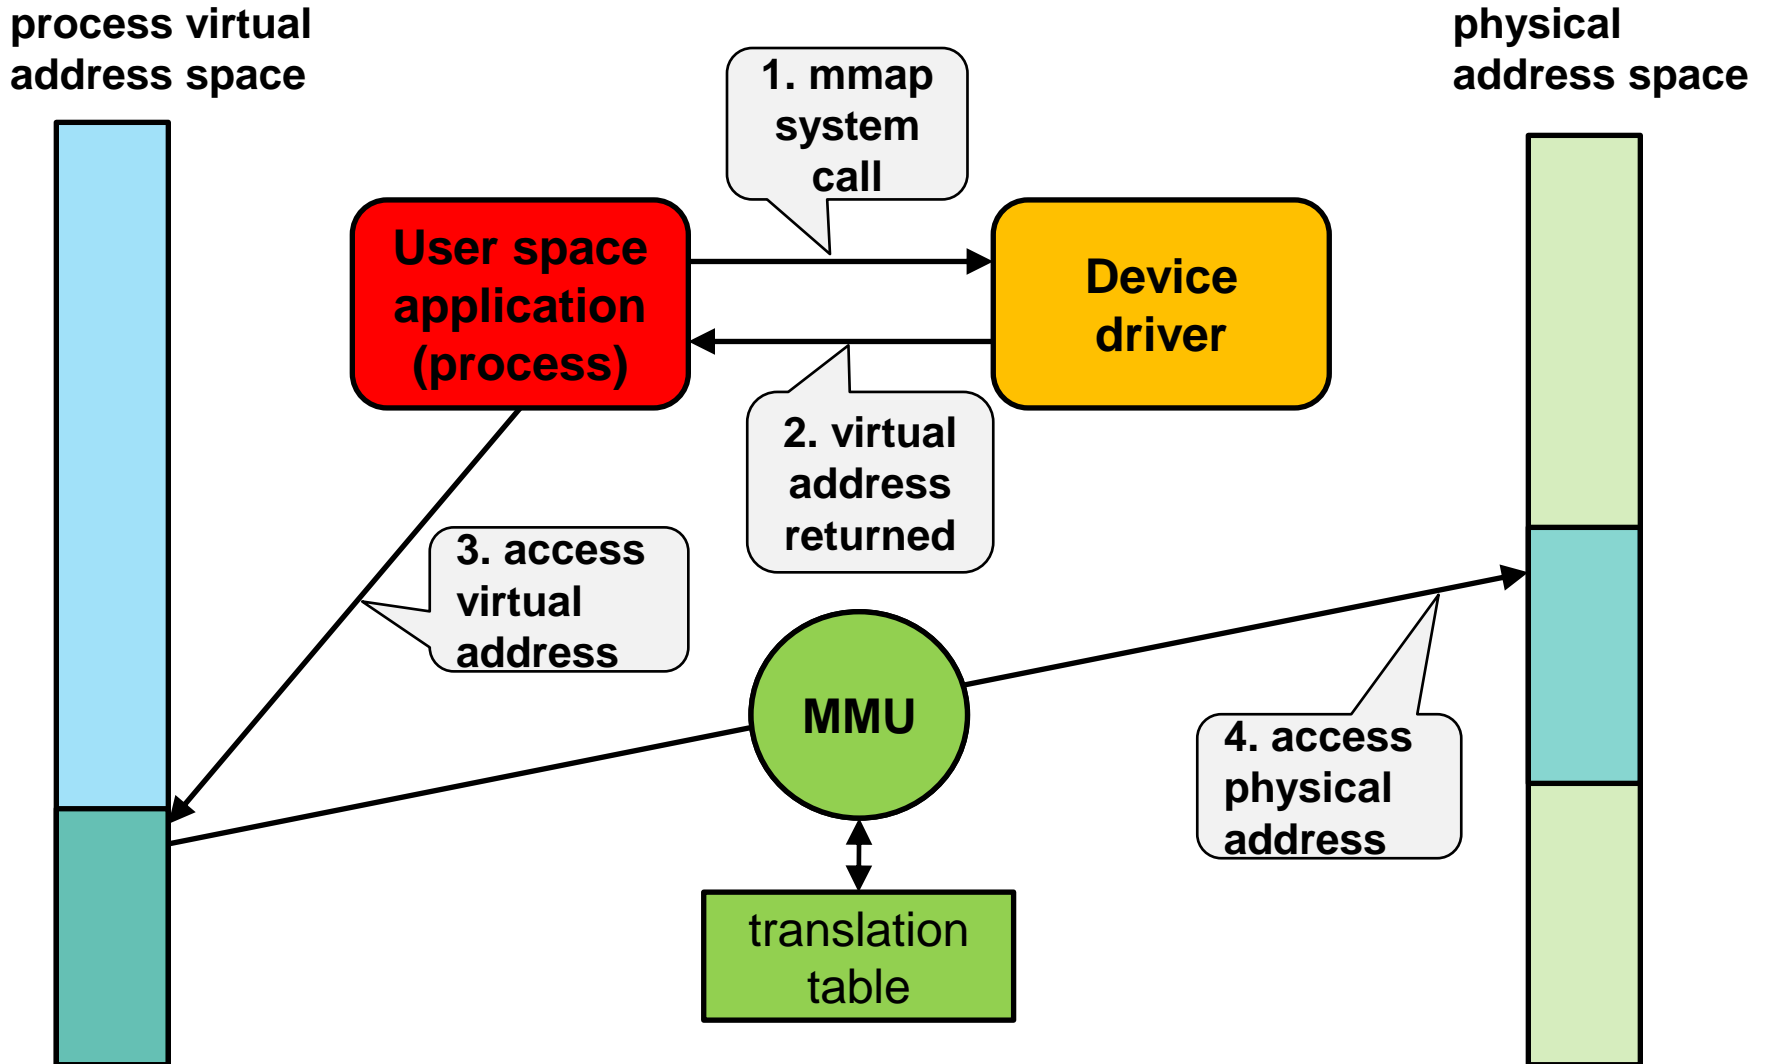 process virtual
address space
physical
address space
1. mmap
system
call
User space
application
(process)
Device
driver
2. virtual
address
returned
3. access
virtual
address
MMU
4. access
physical
address
translation
table